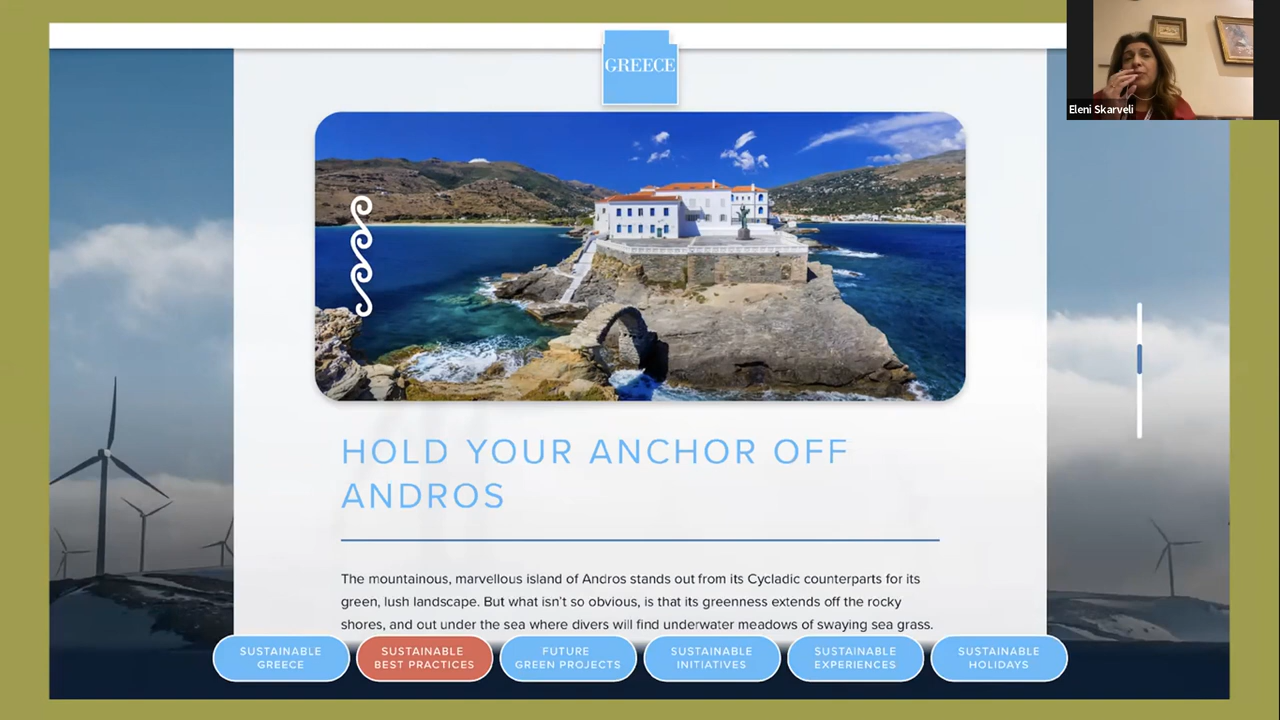 GREECE
Eleni Skarveli
HOLD YOUR ANCHOR OFF
ANDROS
The mountainous, marvellous island of Andros stands out from its Cycladic counterparts for its
green, lush landscape. But what isn't so obvious, is that its greenness extends off the rocky
shores, and out under the sea where divers will find underwater meadows of swaying sea grass.
SUSTAINABLE
GREECE
SUSTAINABLE
BEST PRACTICES
FUTURE
GREEN PROJECTS
SUSTAINABLE
INITIATIVES
SUSTAINABLE
EXPERIENCES
SUSTAINABLE
HOLIDAYS